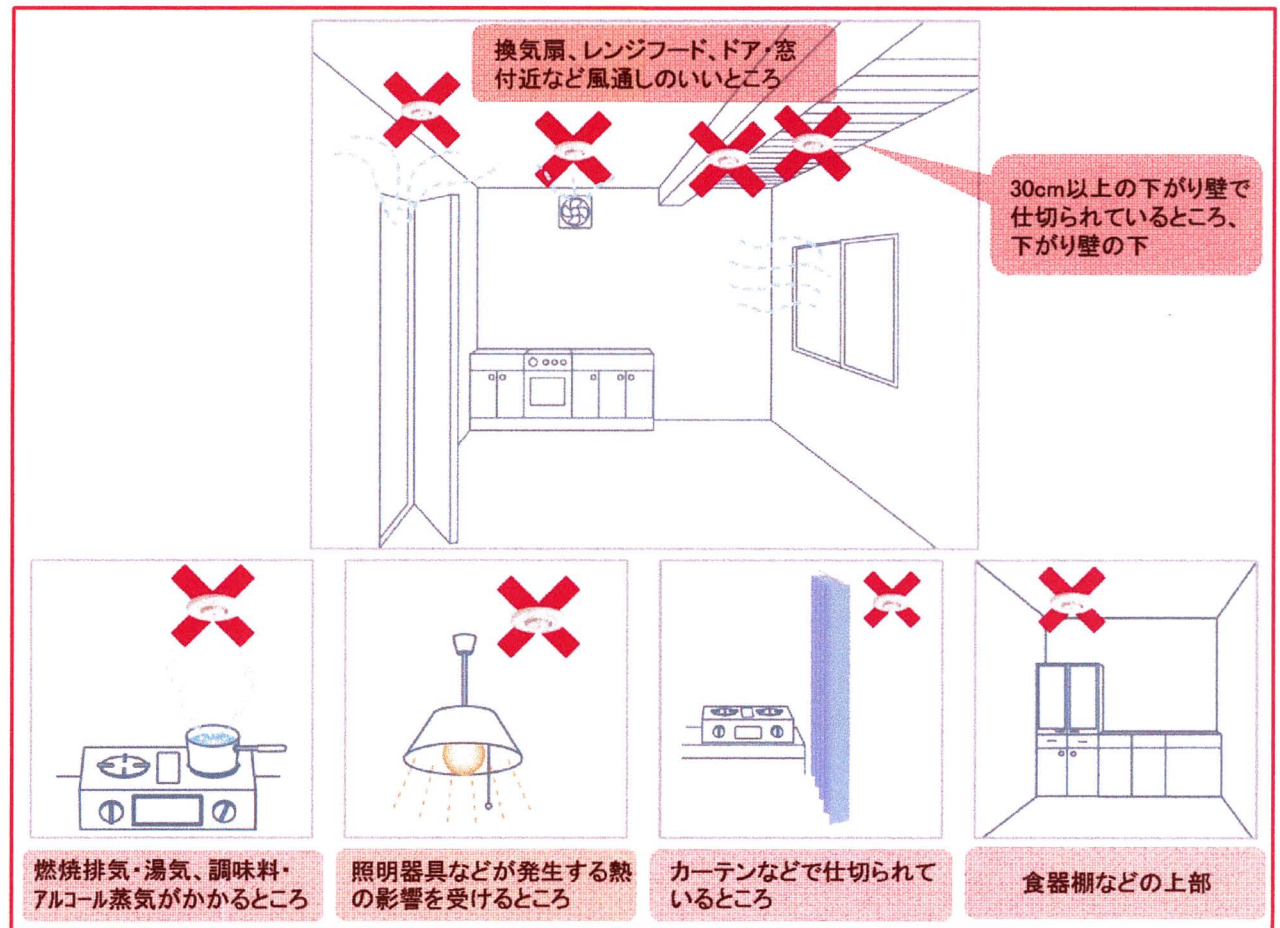 換気扇、レンジフード、ドア・窓
付近など風通しのいいところ
30cm以上の下がり壁で
仕切られているところ、
下がり壁の下
燃焼排気・湯気、調味料・
アルコール蒸気がかかるところ
照明器具などが発生する熱
の影響を受けるところ
カーテンなどで仕切られて
いるところ
食器棚などの上部